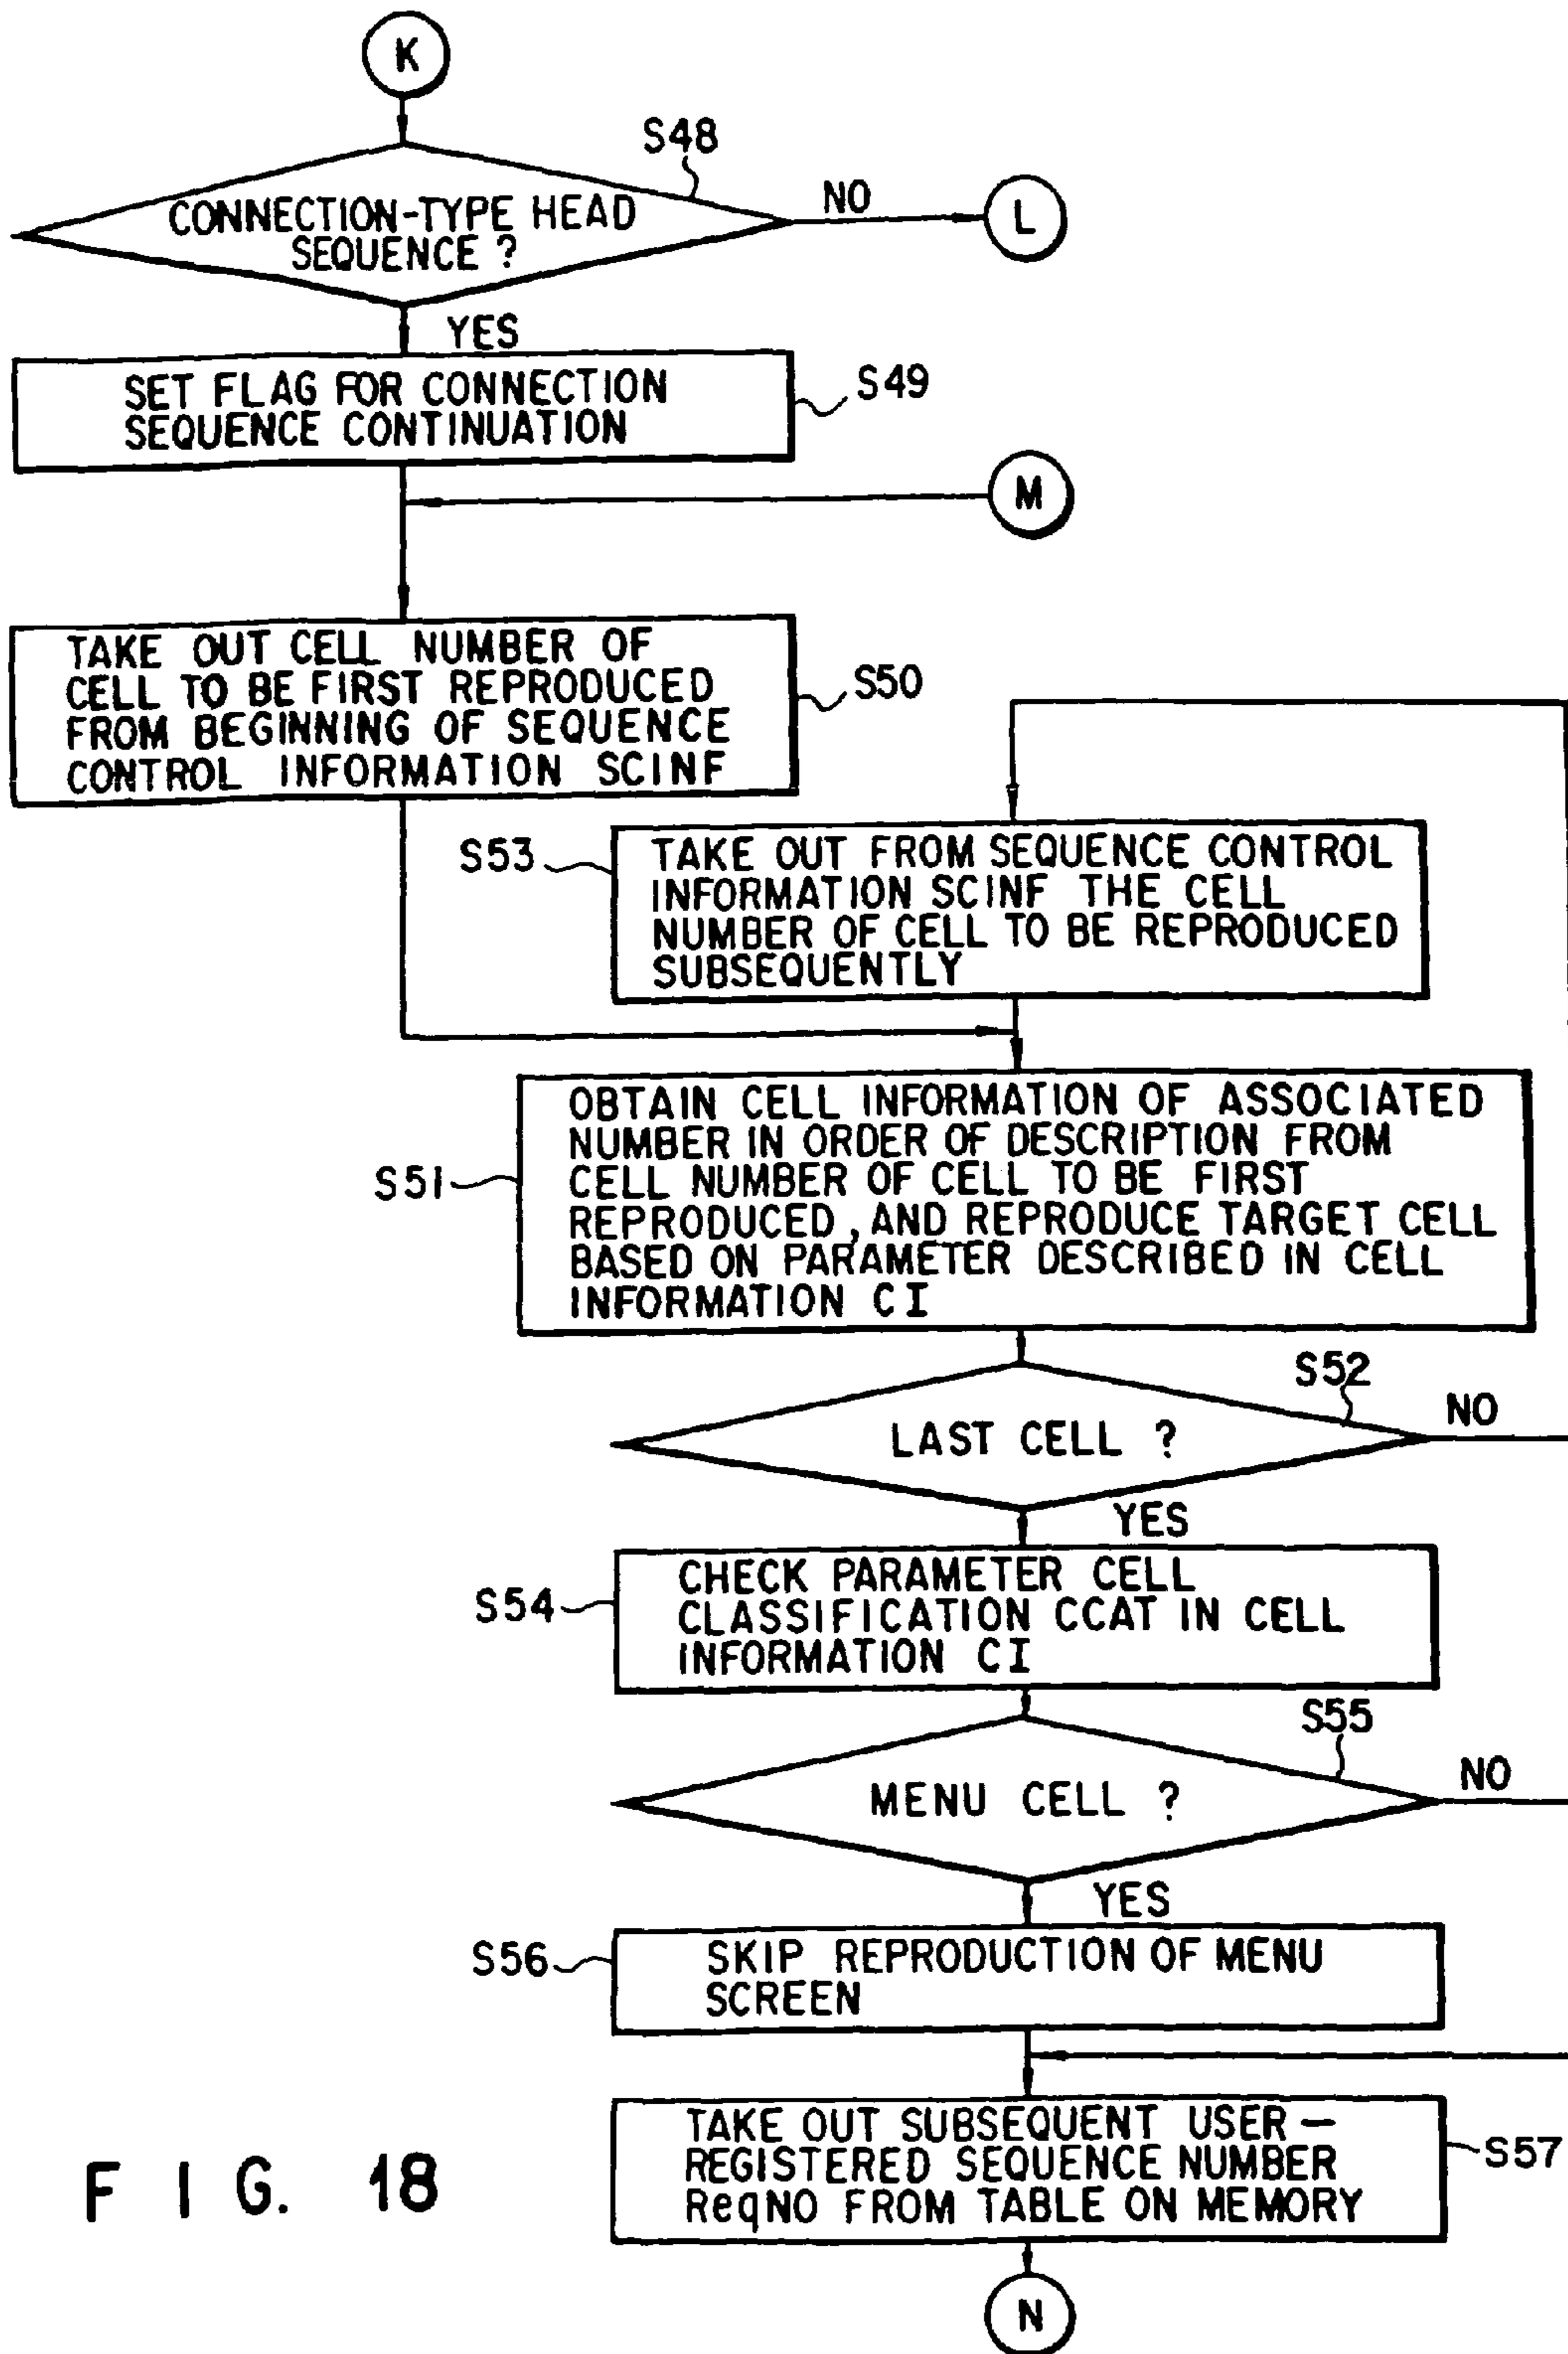 K
S48
CONNECTION-TYPE HEAD
SEQUENCE ?
NO
L
YES
SET FLAG FOR CONNECTION
SEQUENCE CONTINUATION
S49
M
TAKE OUT CELL NUMBER OF
CELL TO BE FIRST REPRODUCED
FROM BEGINNING OF SEQUENCE
CONTROL INFORMATION SCINF
S50
S53
TAKE OUT FROM SEQUENCE CONTROL
INFORMATION SCINF THE CELL
NUMBER OF CELL TO BE REPRODUCED
SUBSEQUENTLY
S51
OBTAIN CELL INFORMATION OF ASSOCIATED
NUMBER IN ORDER OF DESCRIPTION FROM
CELL NUMBER OF CELL TO BE FIRST
REPRODUCED, AND REPRODUCE TARGET CELL
BASED ON PARAMETER DESCRIBED IN CELL
INFORMATION CI
S52
LAST CELL ?
NO
YES
S54
CHECK PARAMETER CELL
CLASSIFICATION CCAT IN CELL
INFORMATION CI
S55
MENU CELL ?
NO
YES
S56
SKIP REPRODUCTION OF MENU
SCREEN
TAKE OUT SUBSEQUENT USER-
REGISTERED SEQUENCE NUMBER
ReqNO FROM TABLE ON MEMORY
S57
N
FIG. 18